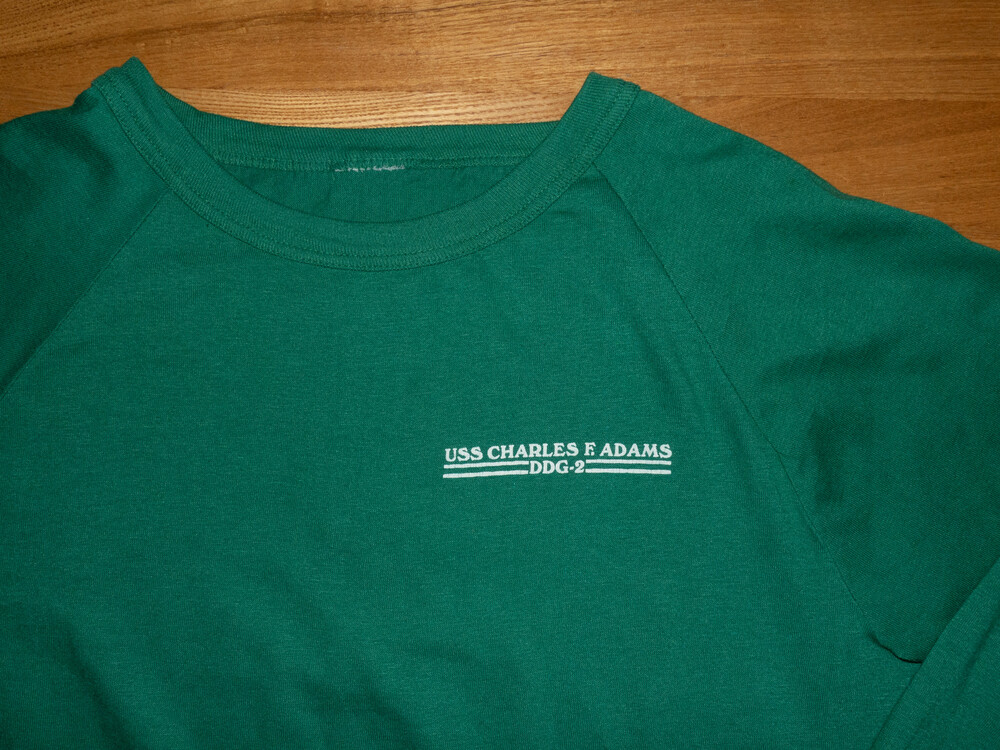 USS CHARLES F. ADAMS
DDG-2